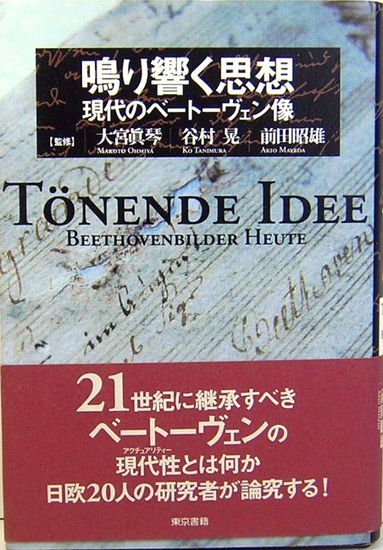 鳴り響く思想
現代のベートーヴェン像
【監修】 大宮眞琴 谷村 晃 前田昭雄
MAKOTO OHMIYA KO TANIMURA AKEO MAYEDA
TÖNENDE IDEE
BEETHOVENBILDER HEUTE
Beethoven
21世紀に継承すべき
ベートーヴェンの
アクチュアリティー
現代性とは何か
日欧20人の研究者が論究する！
東京書籍